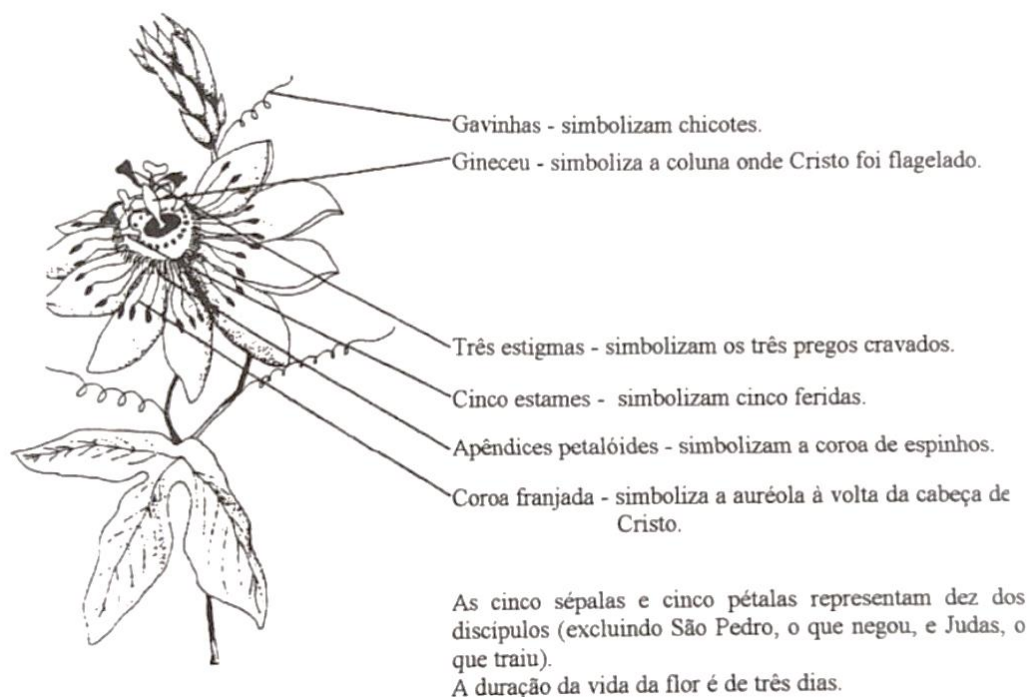 Gavinhas - simbolizam chicotes.
Gineceu - simboliza a coluna onde Cristo foi flagelado.
Três estigmas - simbolizam os três pregos cravados.
Cinco estames - simbolizam cinco feridas.
Apêndices petalóides - simbolizam a coroa de espinhos.
Coroa franjada - simboliza a auréola à volta da cabeça de
Cristo.
As cinco sépalas e cinco pétalas representam dez dos
discípulos (excluindo São Pedro, o que negou, e Judas, o
que traiu).
A duração da vida da flor é de três dias.